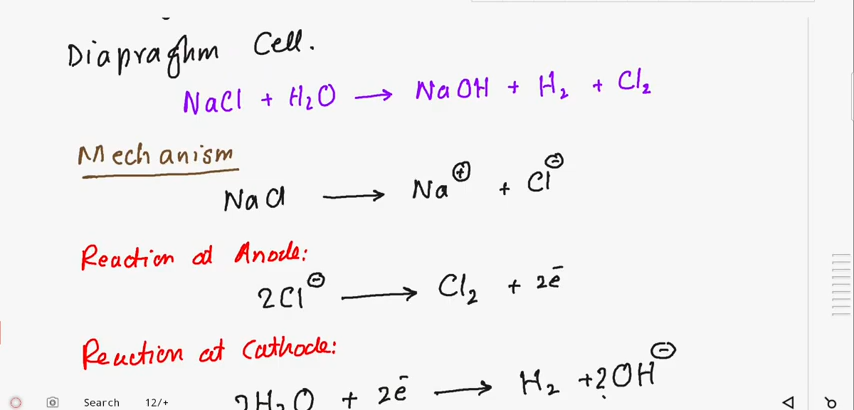 Diapraghm Cell.
NaCl + H₂O → NaOH + H₂ + Cl₂
Mechanism
NaCl → Na⊕ + Cl⊖
Reaction at Anode:
2Cl⊖ → Cl₂ + 2e⁻
Reaction at Cathode:
2H₂O + 2e⁻ → H₂ + 2OH⊖
Search 12/+